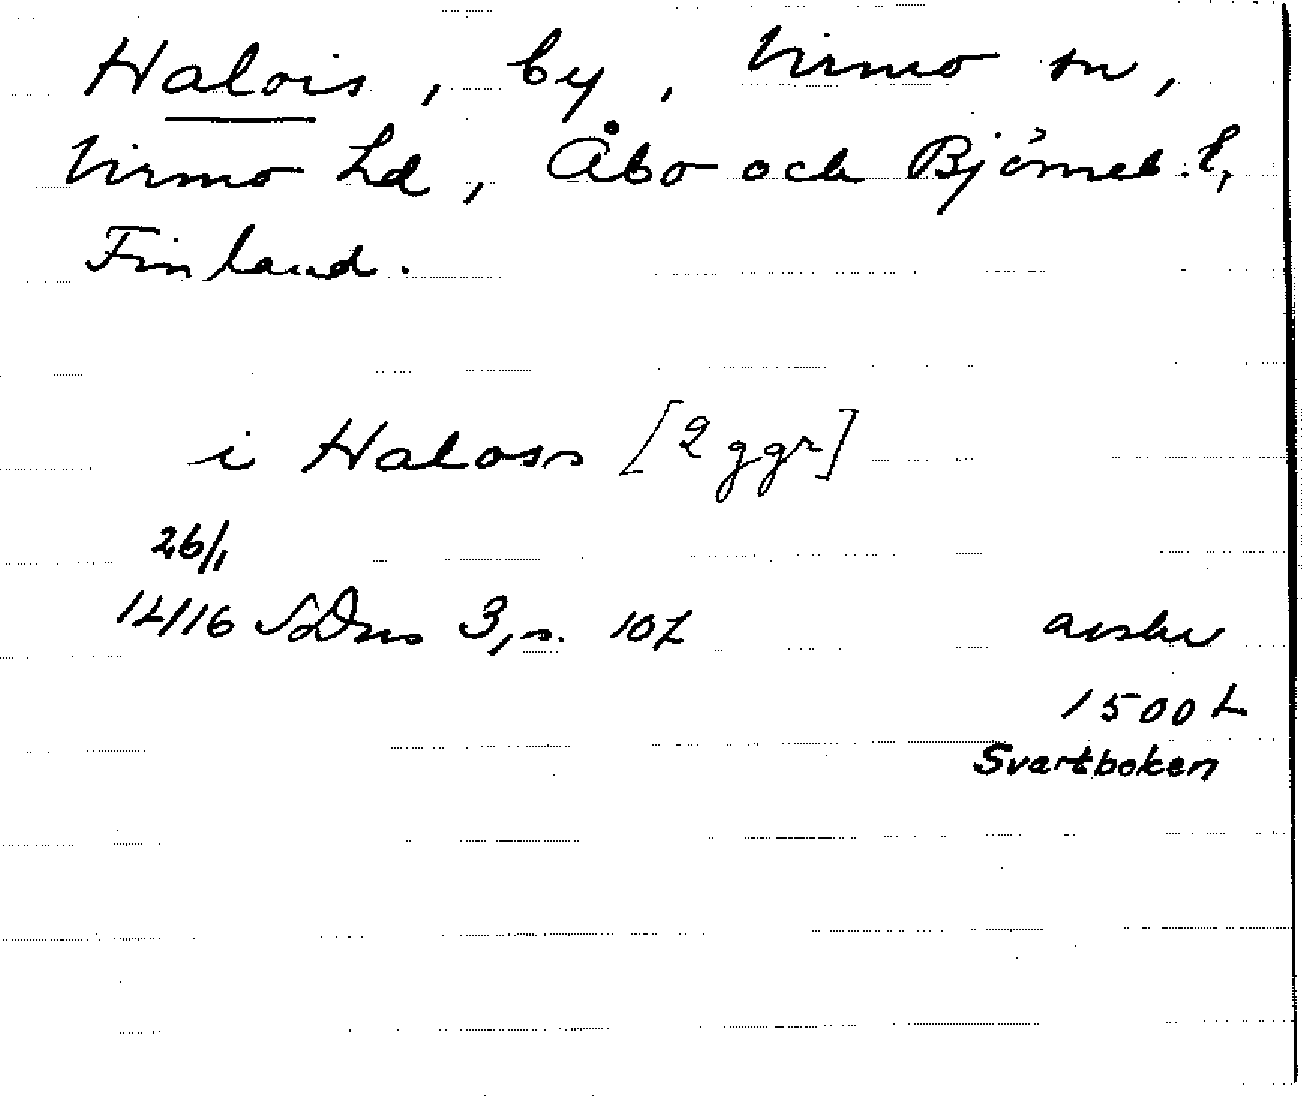 Halois, by, Virmo sn,
Virmo hd, Åbo och Björneb. l,
Finland.
i Haloss [2 ggr]
26/1
1416 SDns 3, s. 107 avskr
1500 t
Svartboken